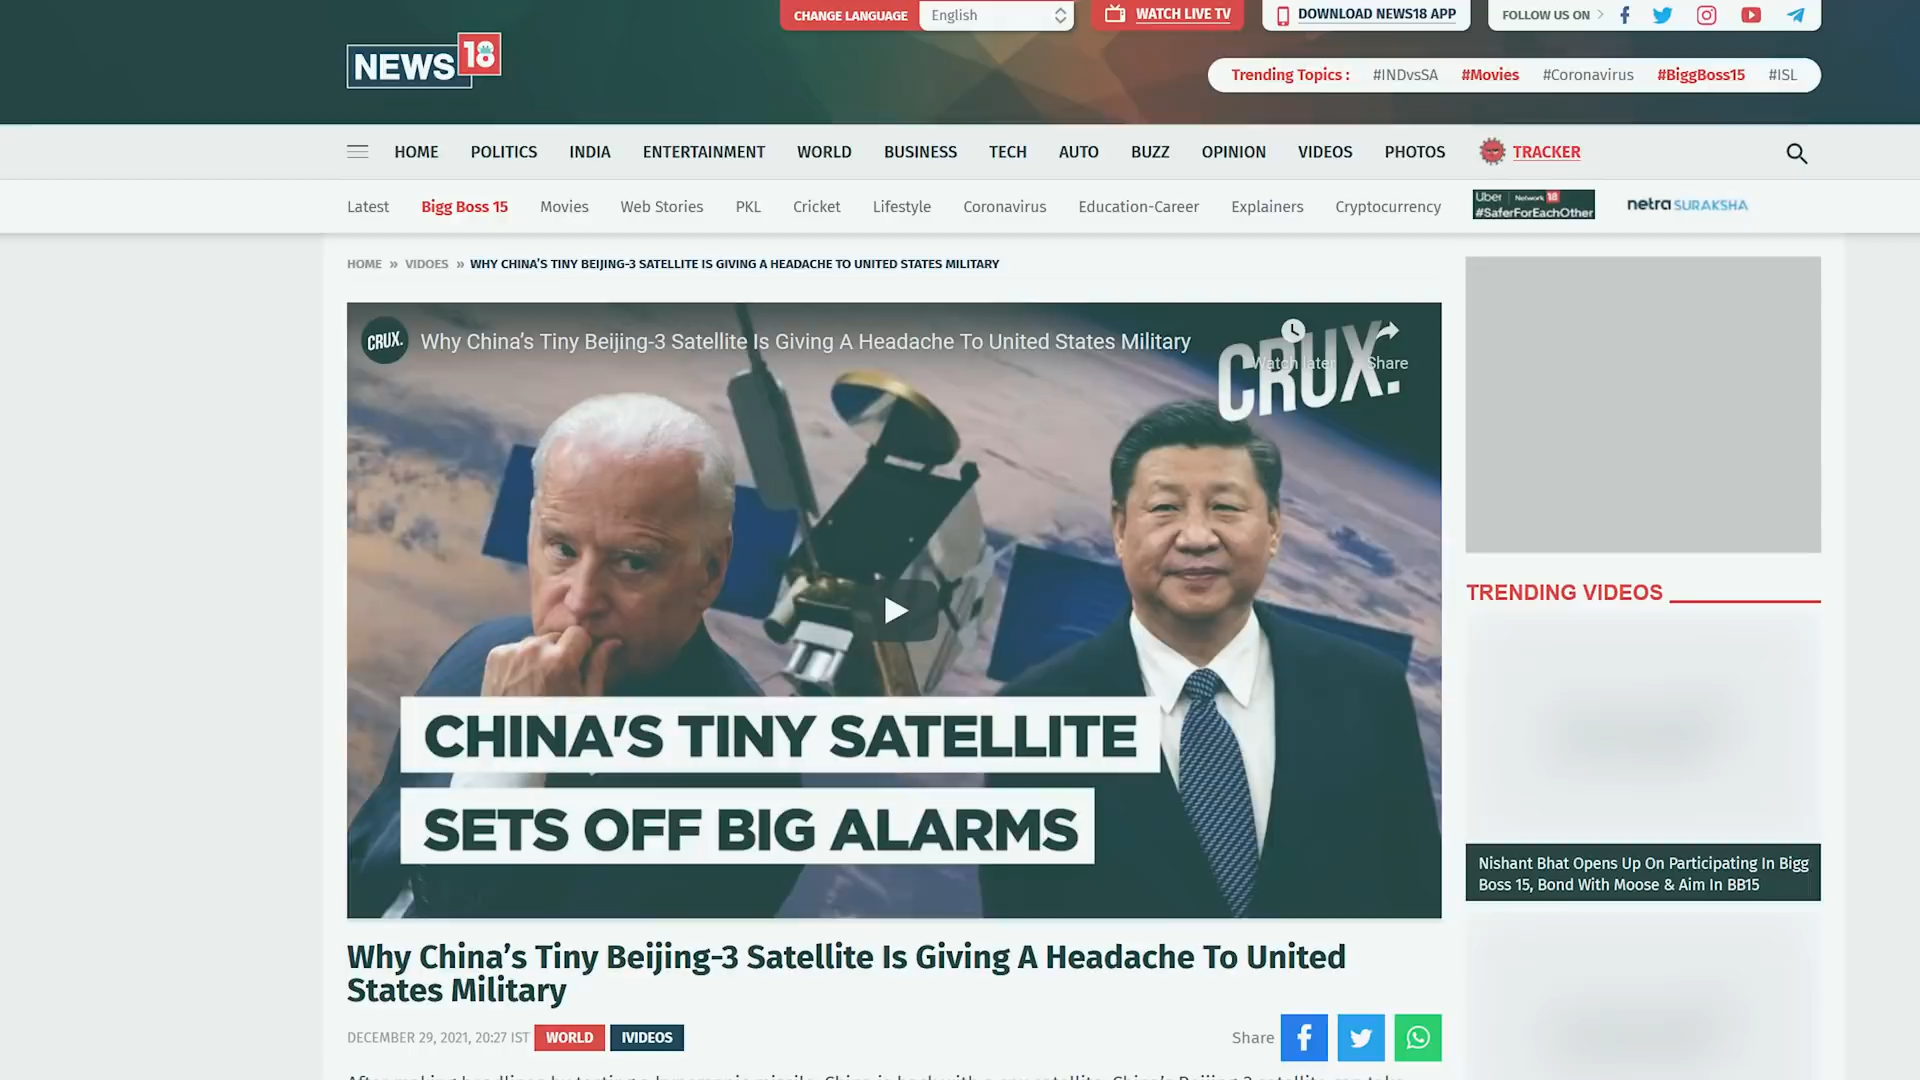 CHANGE LANGUAGE English WATCH LIVE TV DOWNLOAD NEWS18 APP FOLLOW US ON
NEWS 18
Trending Topics : #INDvsSA #Movies #Coronavirus #BiggBoss15 #ISL
HOME POLITICS INDIA ENTERTAINMENT WORLD BUSINESS TECH AUTO BUZZ OPINION VIDEOS PHOTOS TRACKER
Latest Bigg Boss 15 Movies Web Stories PKL Cricket Lifestyle Coronavirus Education-Career Explainers Cryptocurrency
Uber Network 18
#SaferForEachOther
netra SURAKSHA
HOME » VIDOES » WHY CHINA'S TINY BEIJING-3 SATELLITE IS GIVING A HEADACHE TO UNITED STATES MILITARY
CRUX. Why China's Tiny Beijing-3 Satellite Is Giving A Headache To United States Military
CRUX.
Watch later Share
CHINA'S TINY SATELLITE
SETS OFF BIG ALARMS
TRENDING VIDEOS
Nishant Bhat Opens Up On Participating In Bigg
Boss 15, Bond With Moose & Aim In BB15
Why China's Tiny Beijing-3 Satellite Is Giving A Headache To United
States Military
DECEMBER 29, 2021, 20:27 IST WORLD IVIDEOS Share